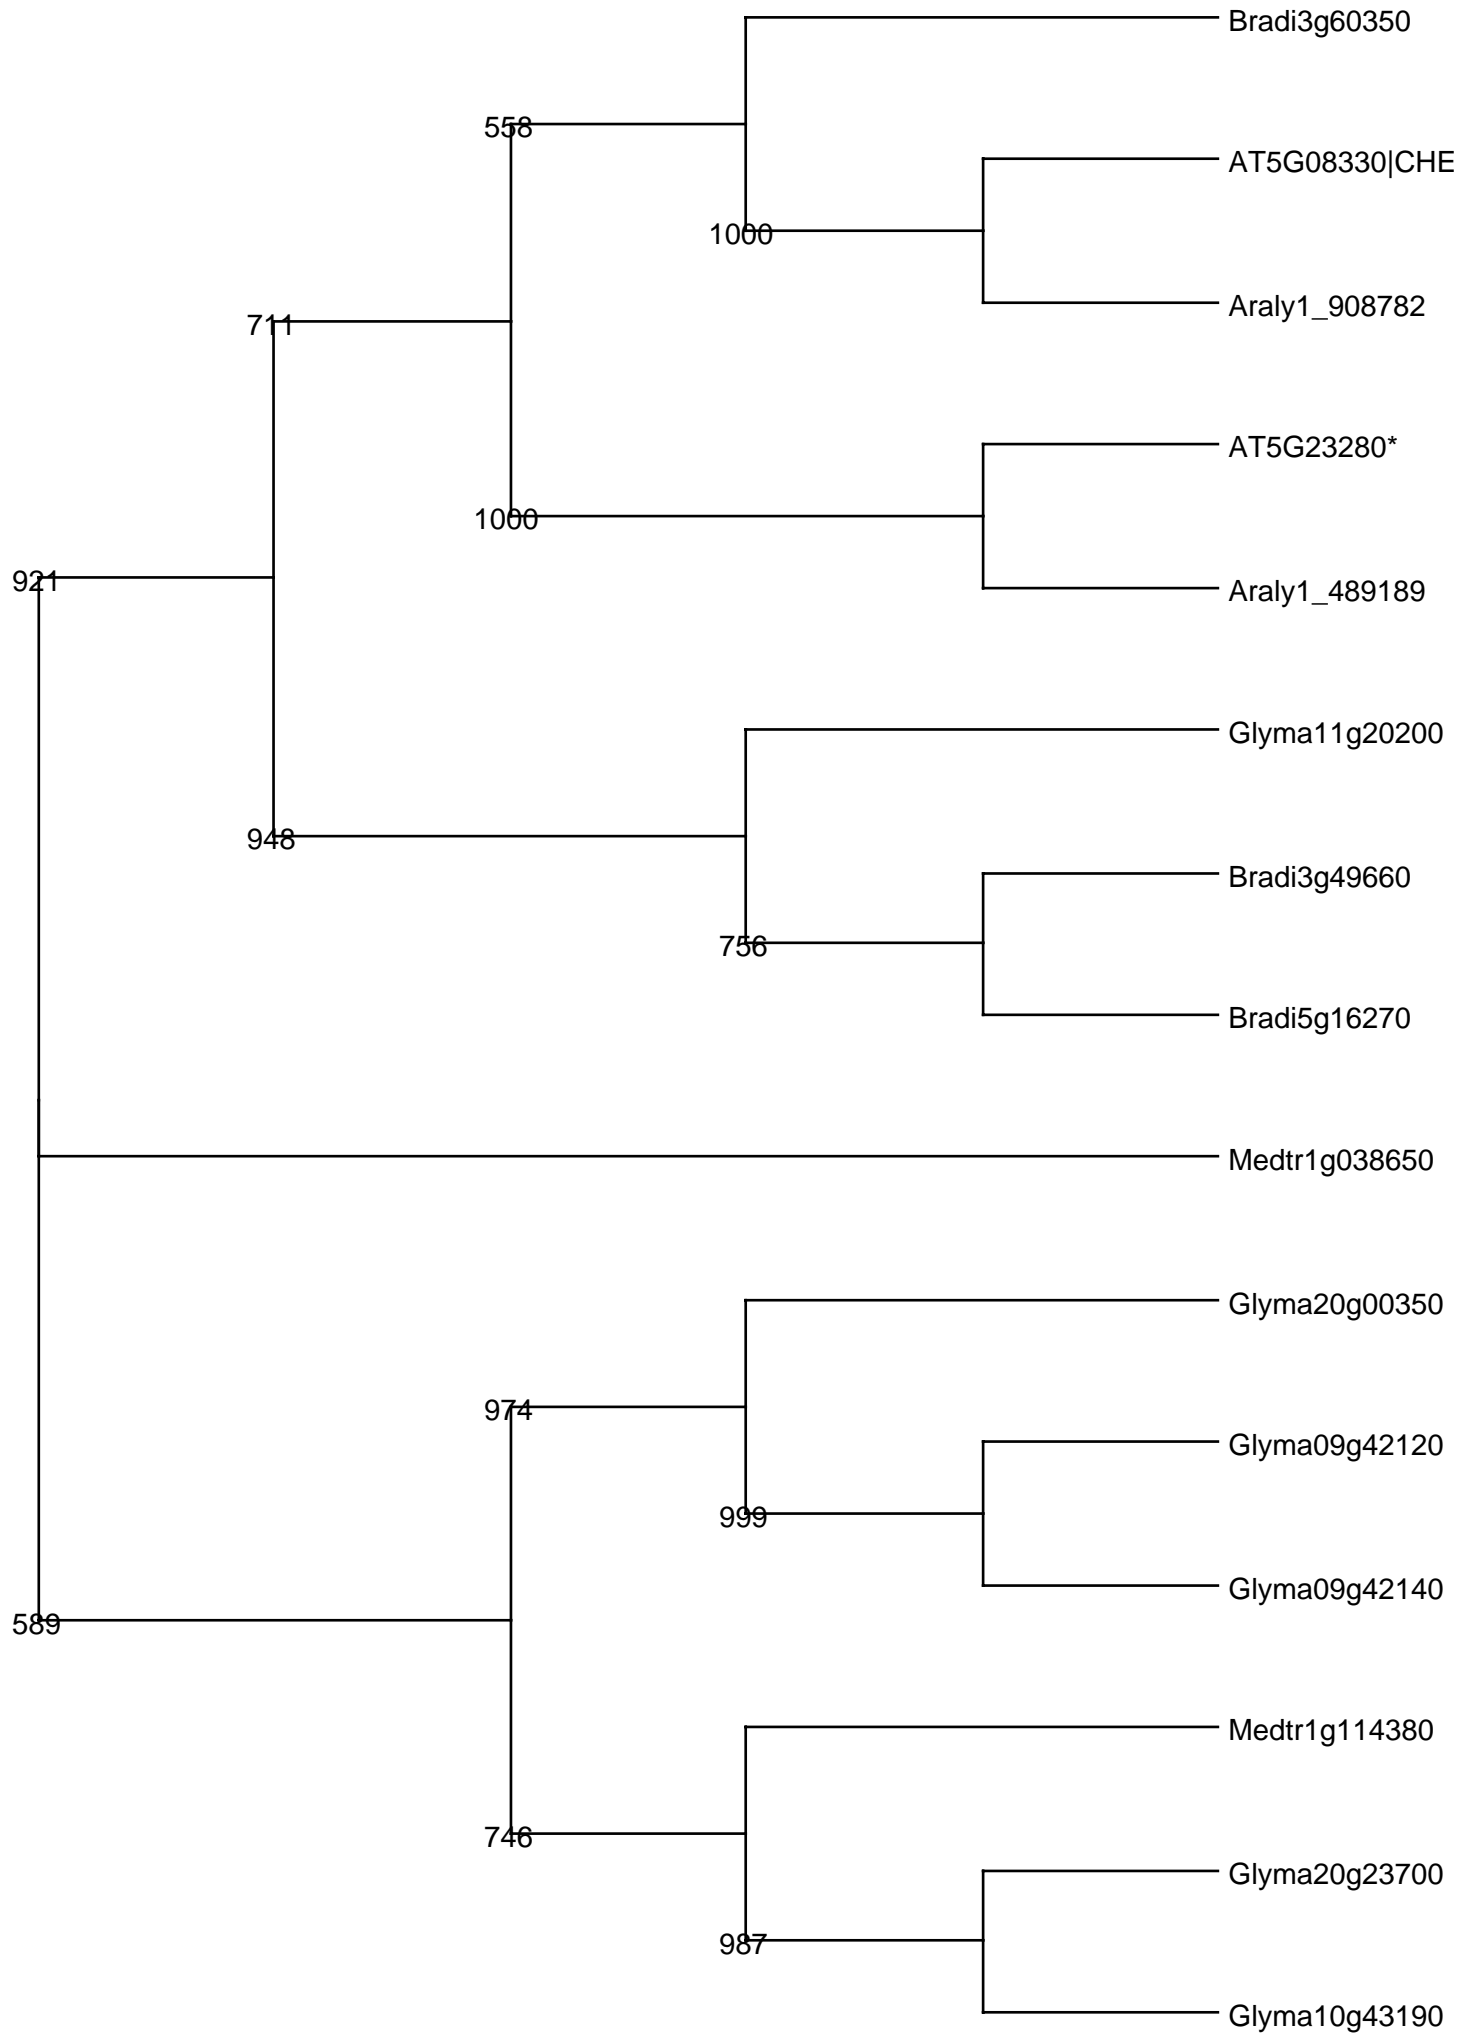 Bradi3g60350
558
AT5G08330|CHE
1000
Araly1_908782
711
AT5G23280*
1000
921
Araly1_489189
Glyma11g20200
948
Bradi3g49660
756
Bradi5g16270
Medtr1g038650
Glyma20g00350
974
Glyma09g42120
999
Glyma09g42140
589
Medtr1g114380
746
Glyma20g23700
987
Glyma10g43190